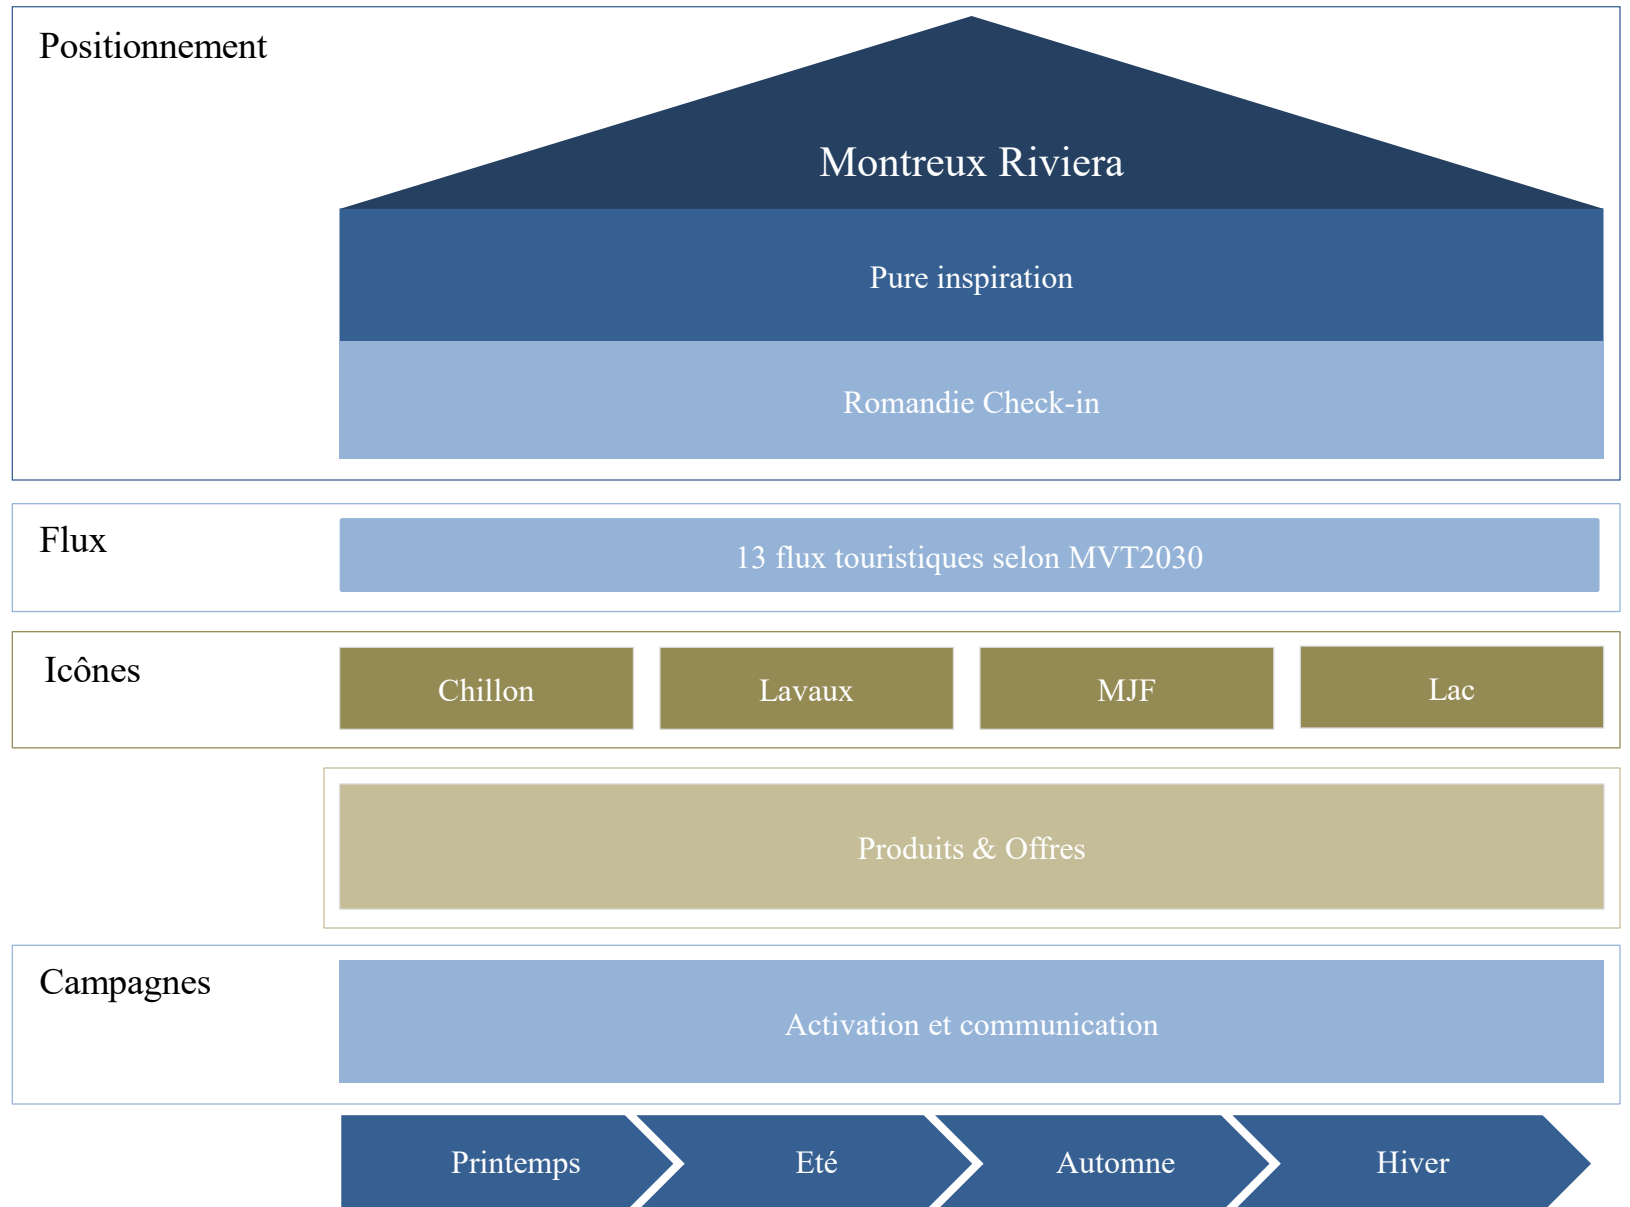 Positionnement
Montreux Riviera
Pure inspiration
Romandie Check-in
Flux
13 flux touristiques selon MVT2030
Icônes
Chillon
Lavaux
MJF
Lac
Produits & Offres
Campagnes
Activation et communication
Printemps
Eté
Automne
Hiver